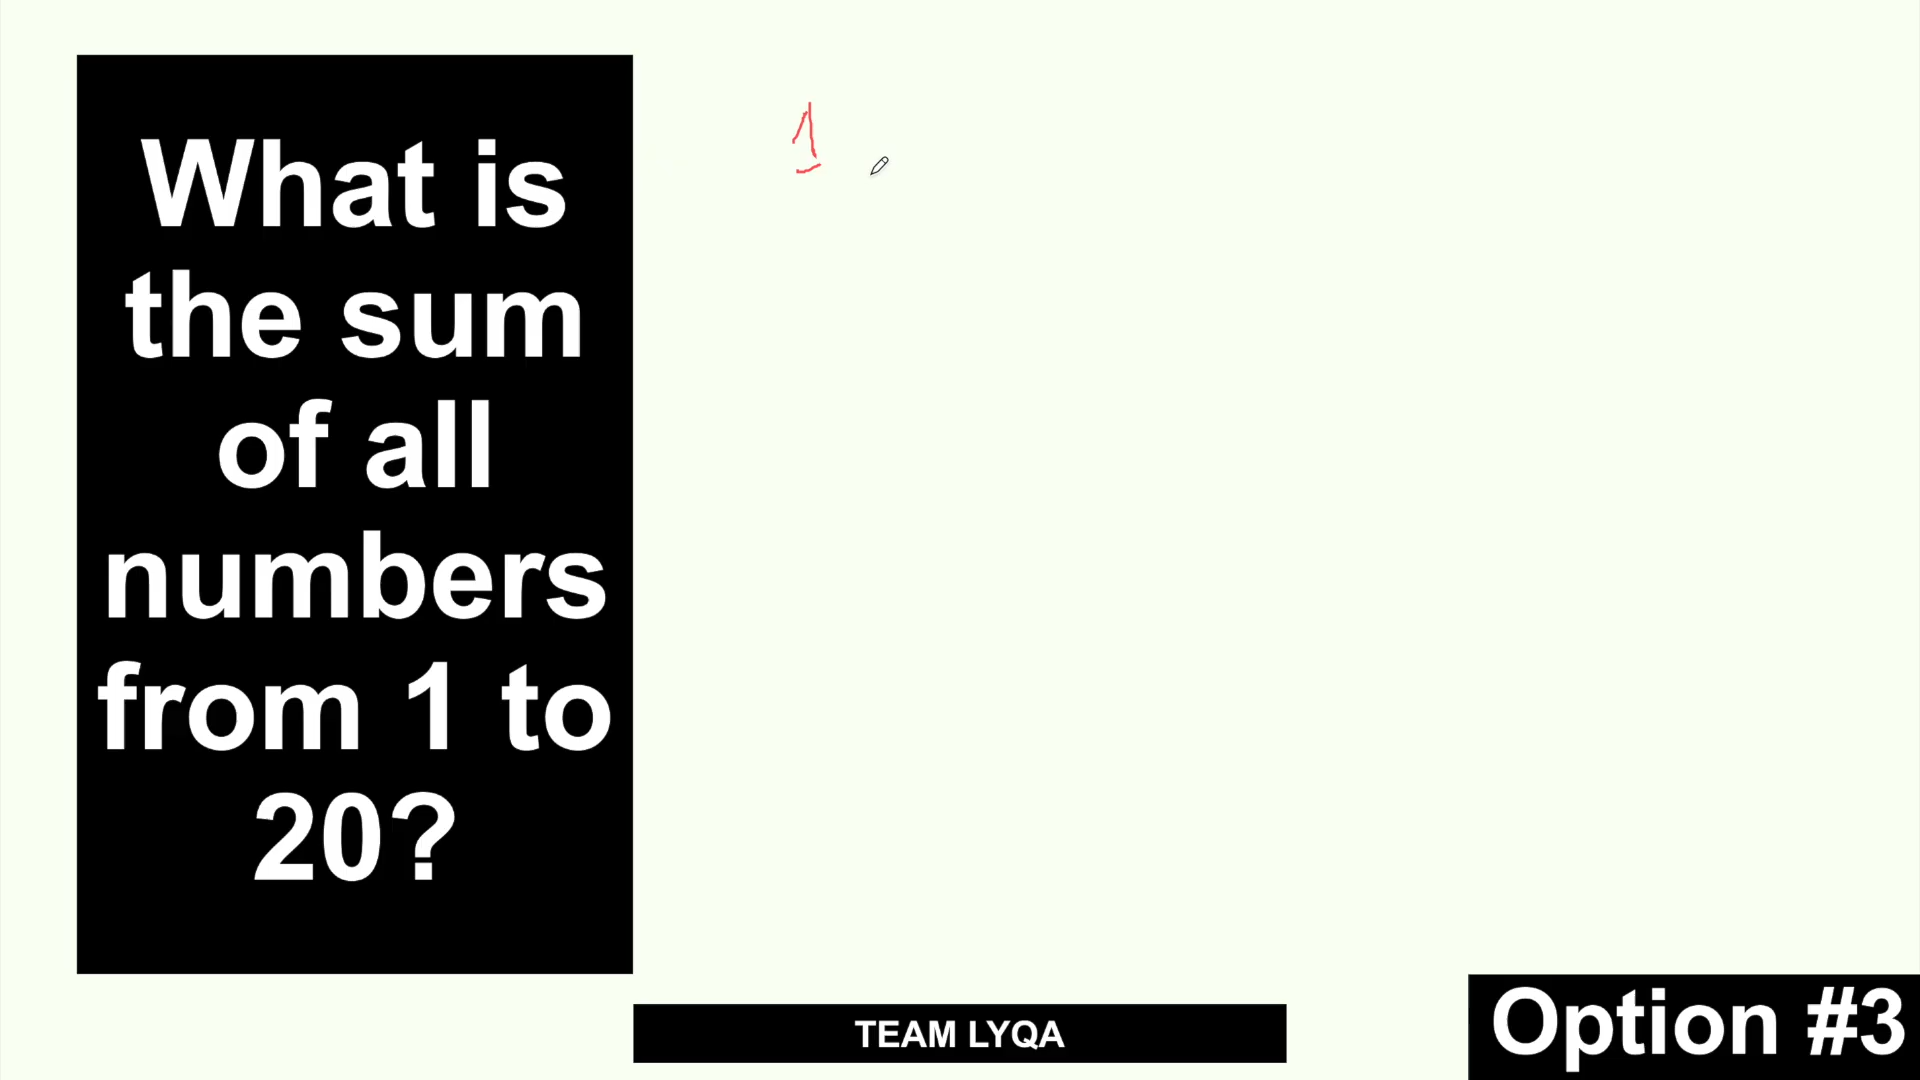 What is
the sum
of all
numbers
from 1 to
20?
1
TEAM LYQA
Option #3